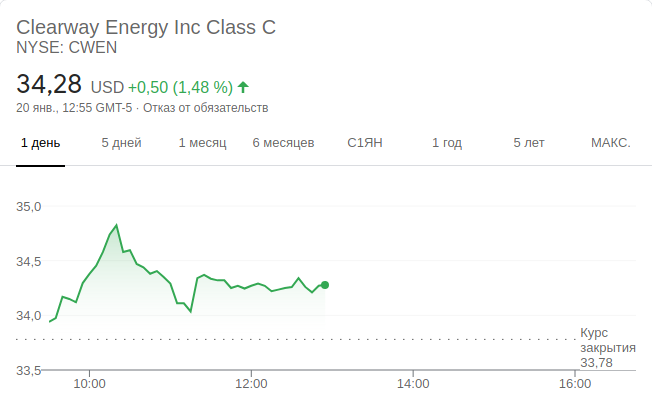 Clearway Energy Inc Class C
NYSE: CWEN
34,28 USD +0,50 (1,48 %)
20 янв., 12:55 GMT-5 · Отказ от обязательств
1 день 5 дней 1 месяц 6 месяцев С1ЯН 1 год 5 лет МАКС.
35,0
34,5
34,0
Курс
закрытия
33,78
33,5
10:00 12:00 14:00 16:00